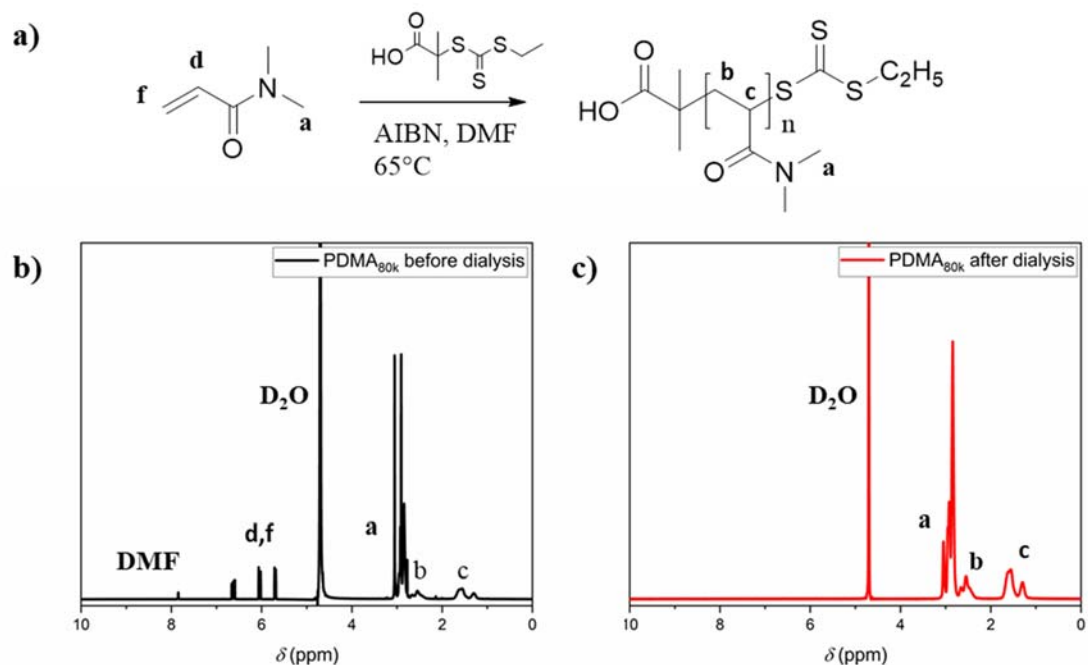 a)
O
HO
S
S
S
d
f
N
a
O
AIBN, DMF
65°C
O
HO
b
c
n
S
S
S
C₂H₅
O
N
a
b)
PDMA₈₀ₖ before dialysis
D₂O
DMF
d,f
a
b
c
10 8 6 4 2 0
δ (ppm)
c)
PDMA₈₀ₖ after dialysis
D₂O
a
b
c
10 8 6 4 2 0
δ (ppm)